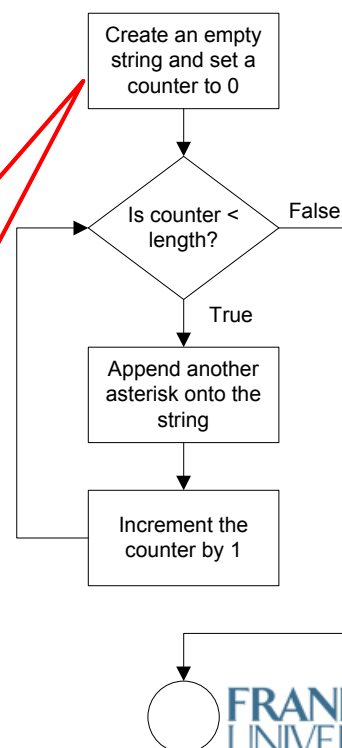 Create an empty
string and set a
counter to 0
Is counter <
length?
False
True
Append another
asterisk onto the
string
Increment the
counter by 1